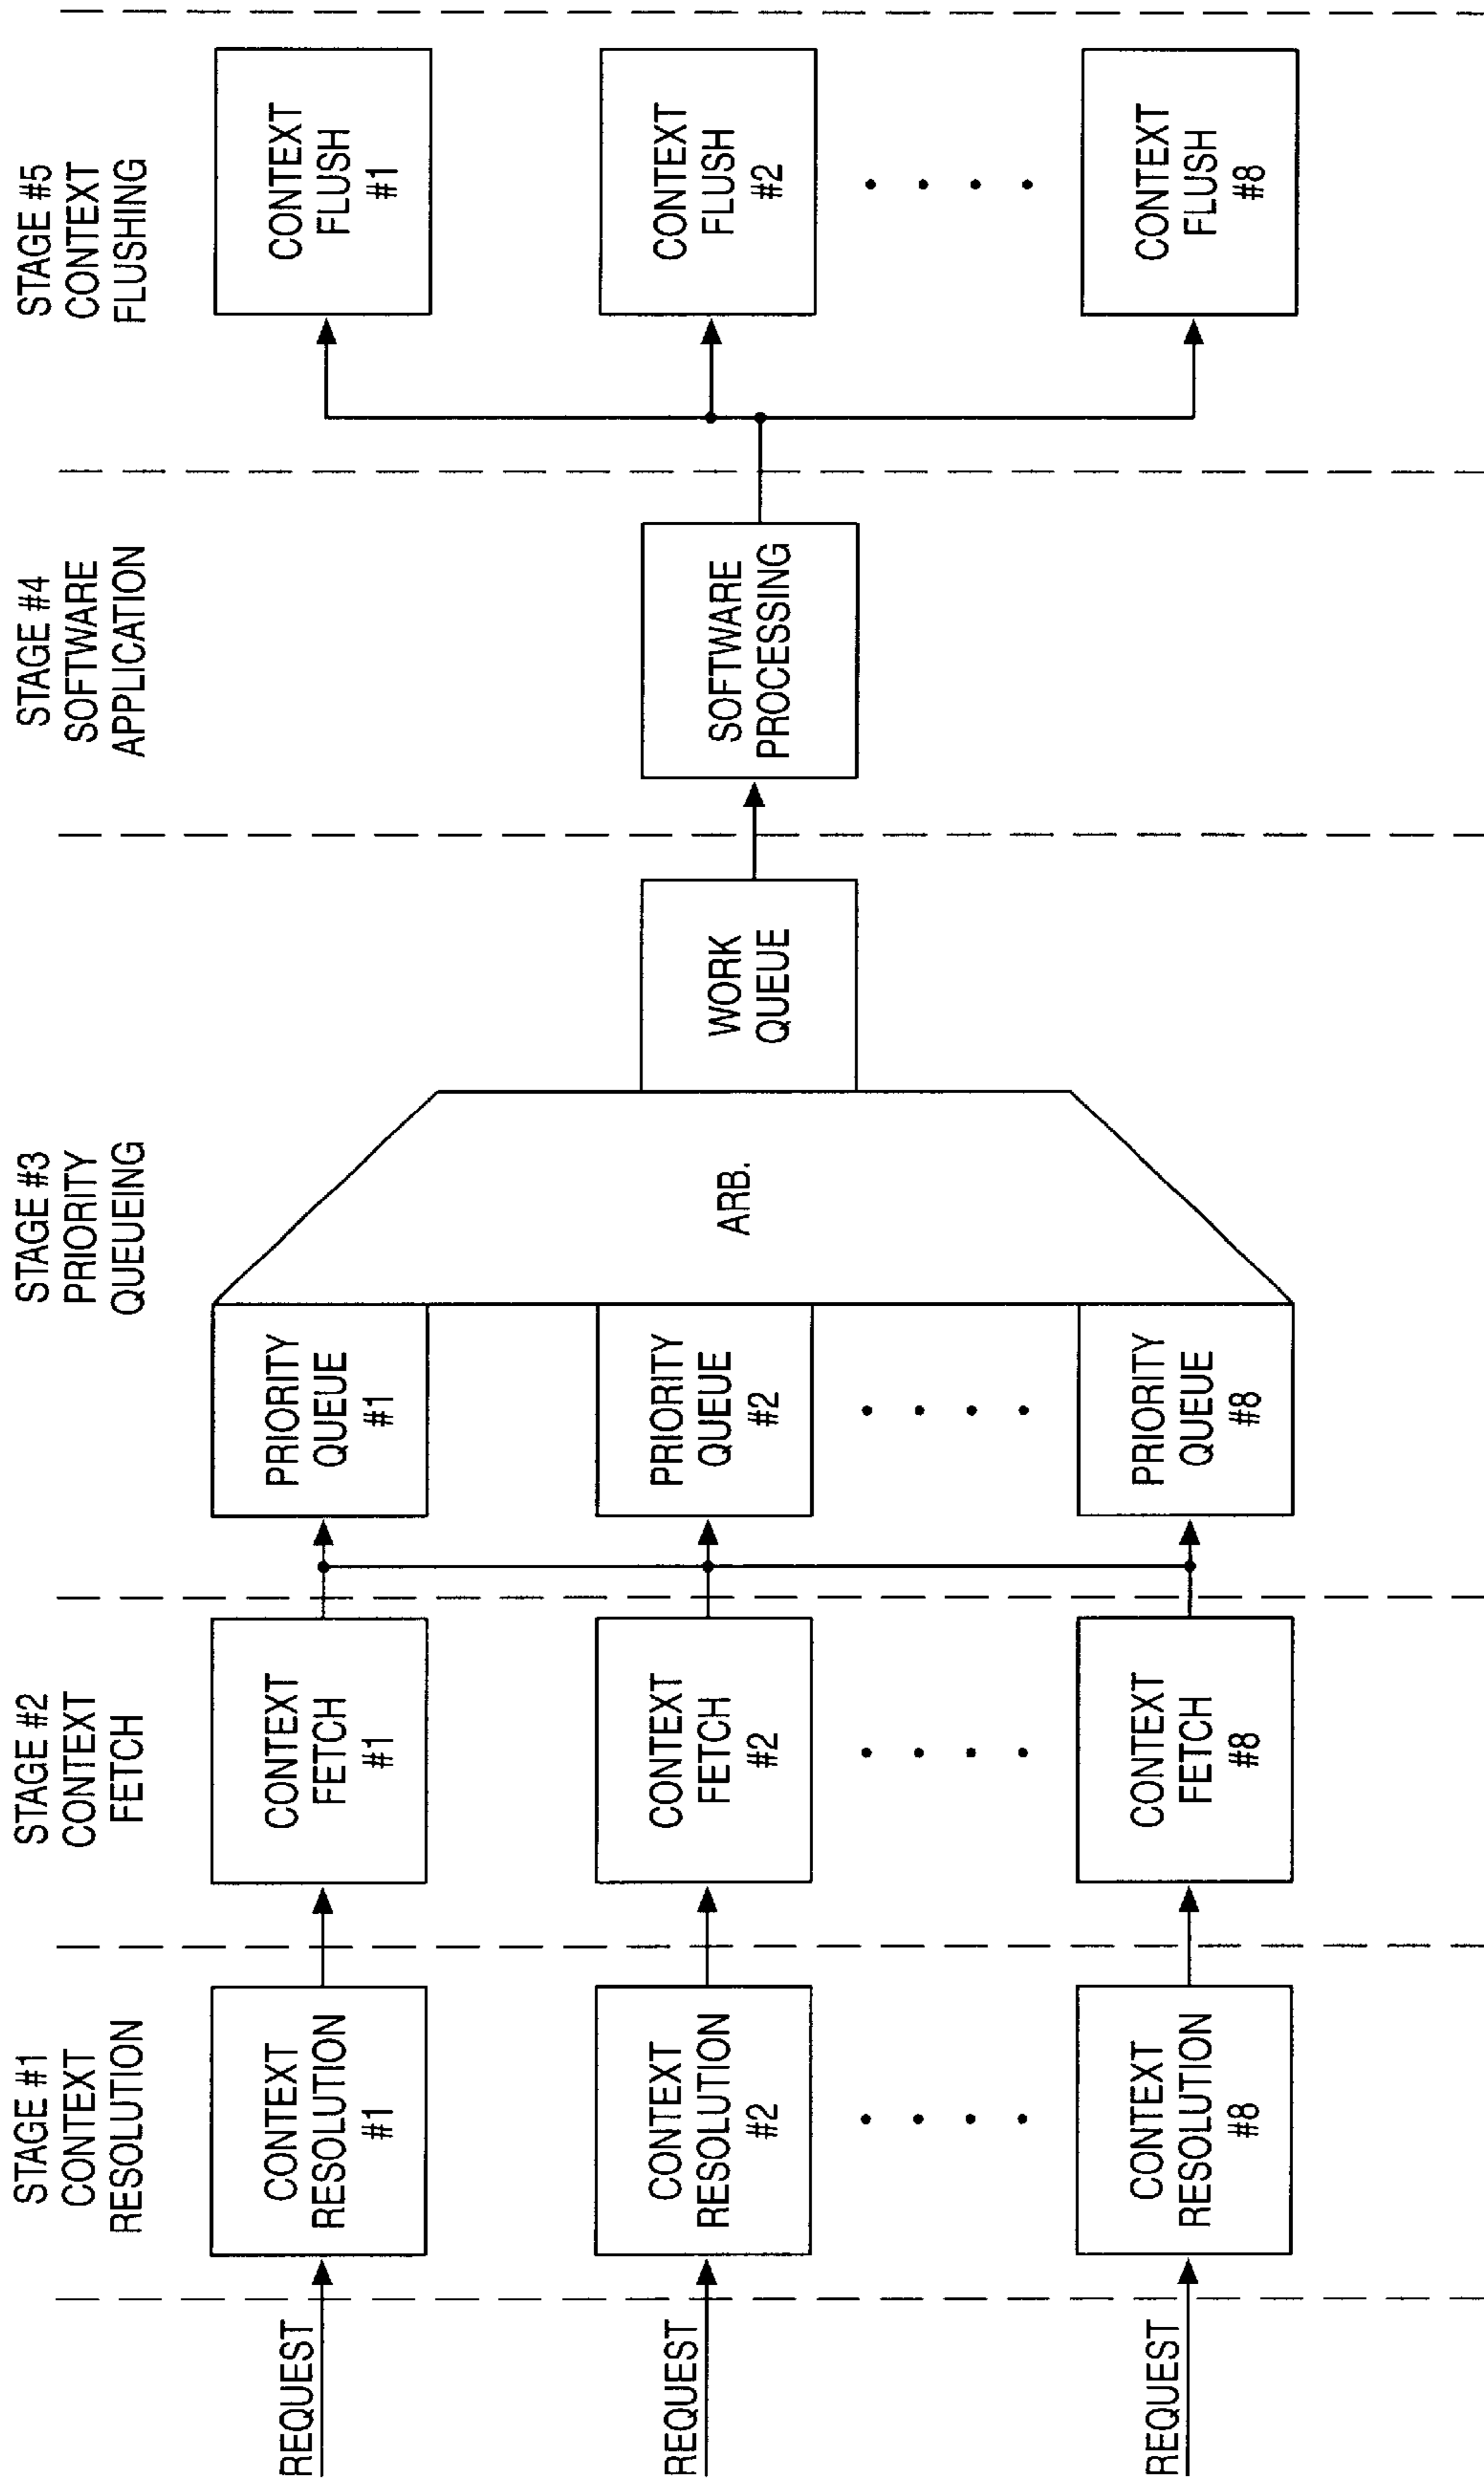 STAGE #1
CONTEXT
RESOLUTION
STAGE #2
CONTEXT
FETCH
STAGE #3
PRIORITY
QUEUEING
STAGE #4
SOFTWARE
APPLICATION
STAGE #5
CONTEXT
FLUSHING
REQUEST
CONTEXT
RESOLUTION
#1
CONTEXT
FETCH
#1
PRIORITY
QUEUE
#1
CONTEXT
FLUSH
#1
REQUEST
CONTEXT
RESOLUTION
#2
CONTEXT
FETCH
#2
PRIORITY
QUEUE
#2
ARB.
WORK
QUEUE
SOFTWARE
PROCESSING
CONTEXT
FLUSH
#2
REQUEST
CONTEXT
RESOLUTION
#8
CONTEXT
FETCH
#8
PRIORITY
QUEUE
#8
CONTEXT
FLUSH
#8